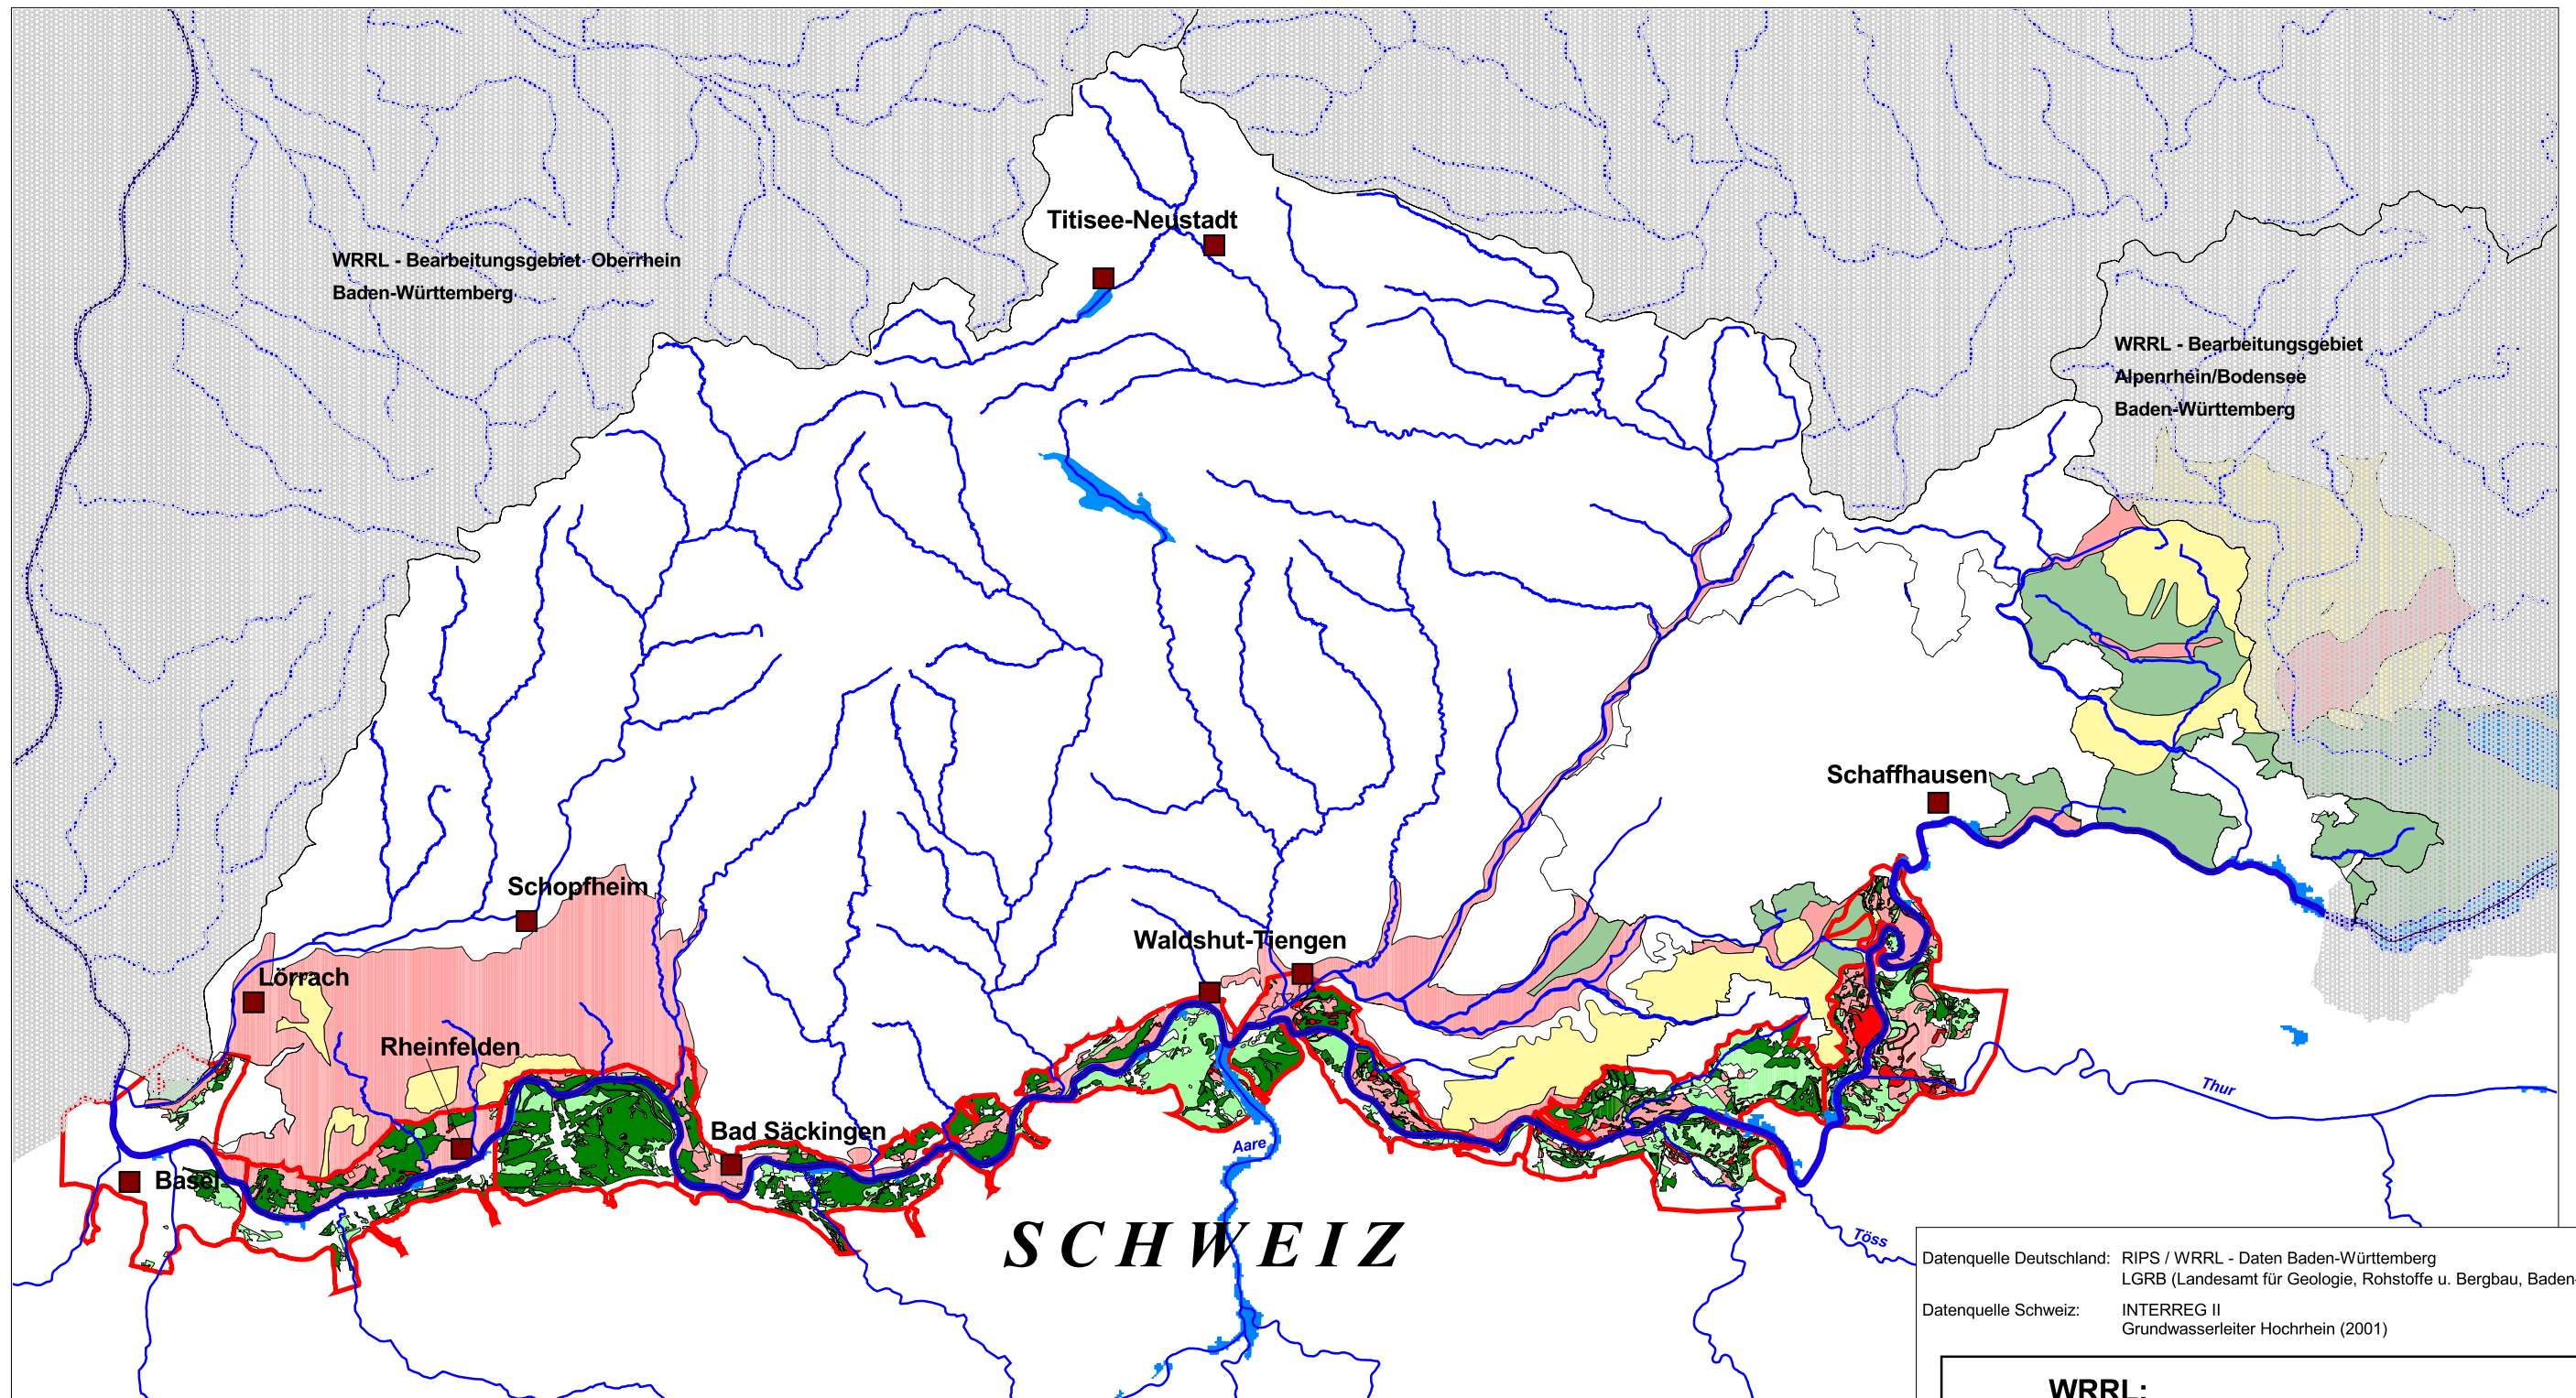 Titisee-Neustadt
WRRL - Bearbeitungsgebiet Oberrhein
Baden-Württemberg
WRRL - Bearbeitungsgebiet
Alpenrhein/Bodensee
Baden-Württemberg
Schaffhausen
Schopfheim
Waldshut-Tiengen
Lörrach
Rheinfelden
Thur
Bad Säckingen
Aare
Basel
SCHWEIZ
Töss
Datenquelle Deutschland: RIPS / WRRL - Daten Baden-Württemberg
LGRB (Landesamt für Geologie, Rohstoffe u. Bergbau, Baden-
Datenquelle Schweiz: INTERREG II
Grundwasserleiter Hochrhein (2001)
WRRL: